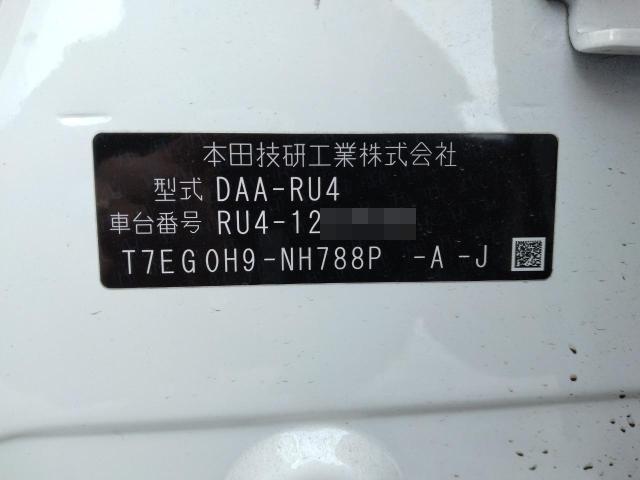 本田技研工業株式会社
型式 DAA-RU4
車台番号 RU4-12
T7EG0H9-NH788P -A -J